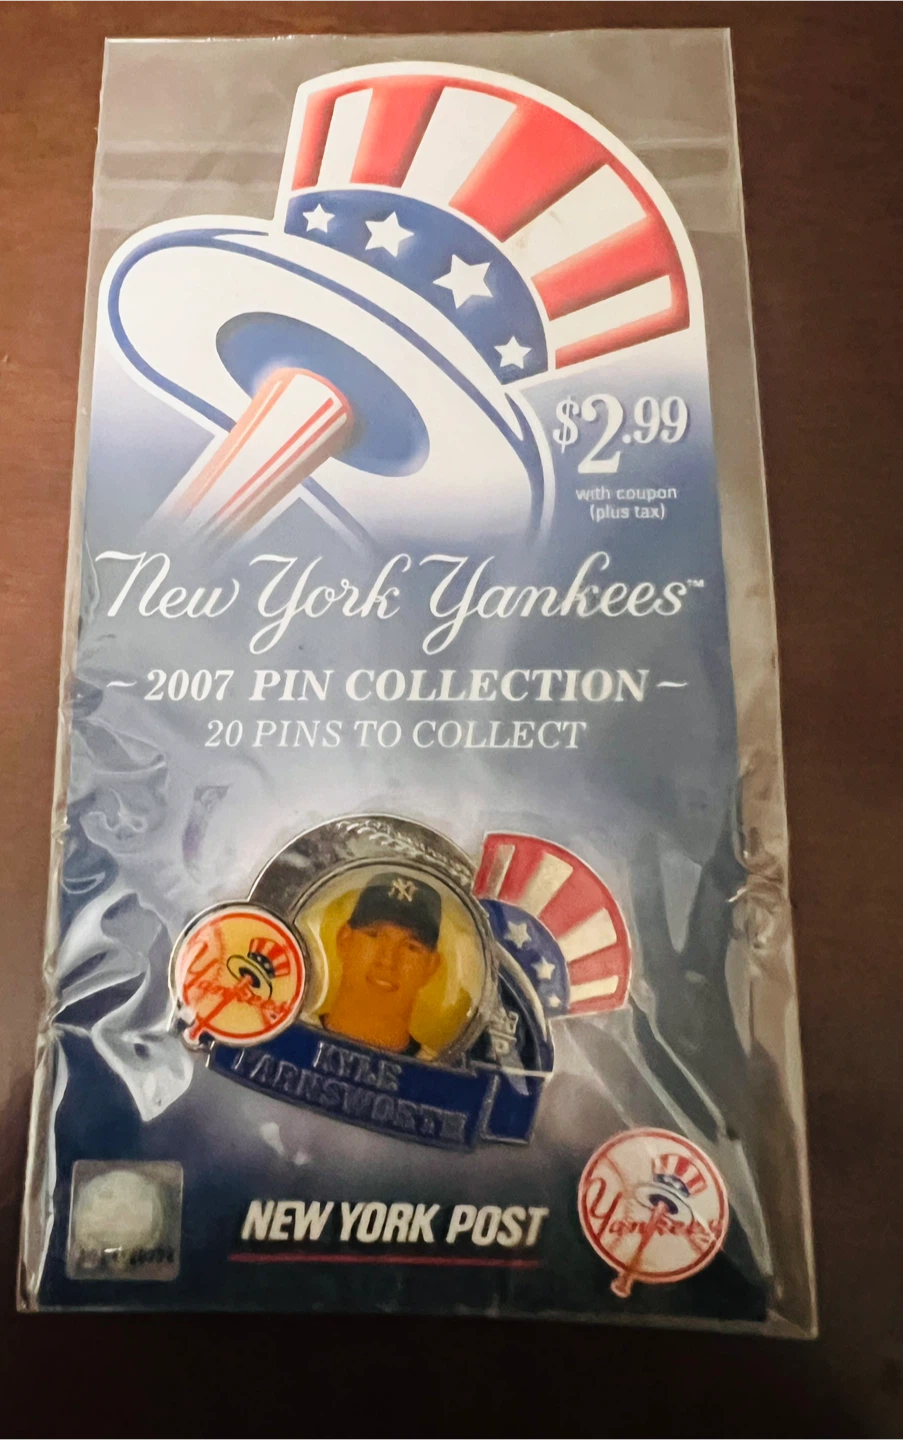 $2.99
with coupon
(plus tax)
New York Yankees™
~2007 PIN COLLECTION~
20 PINS TO COLLECT
NY
Yankees
KYLE
FARNSWORTH
NEW YORK POST
Yankees